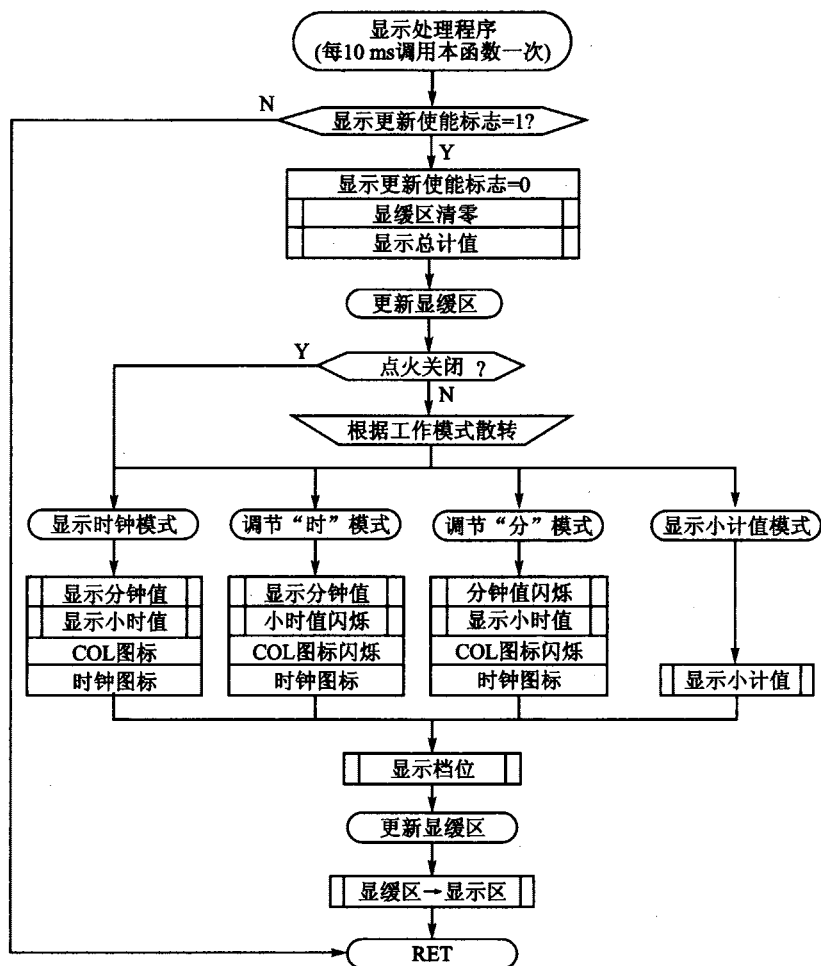 显示处理程序
(每10 ms调用本函数一次)
N
显示更新使能标志=1?
Y
显示更新使能标志=0
显缓区清零
显示总计值
更新显缓区
Y
点火关闭 ?
N
根据工作模式散转
显示时钟模式
调节“时”模式
调节“分”模式
显示小计值模式
显示分钟值
显示小时值
COL图标
时钟图标
显示分钟值
小时值闪烁
COL图标闪烁
时钟图标
分钟值闪烁
显示小时值
COL图标闪烁
时钟图标
显示小计值
显示档位
更新显缓区
显缓区→显示区
RET